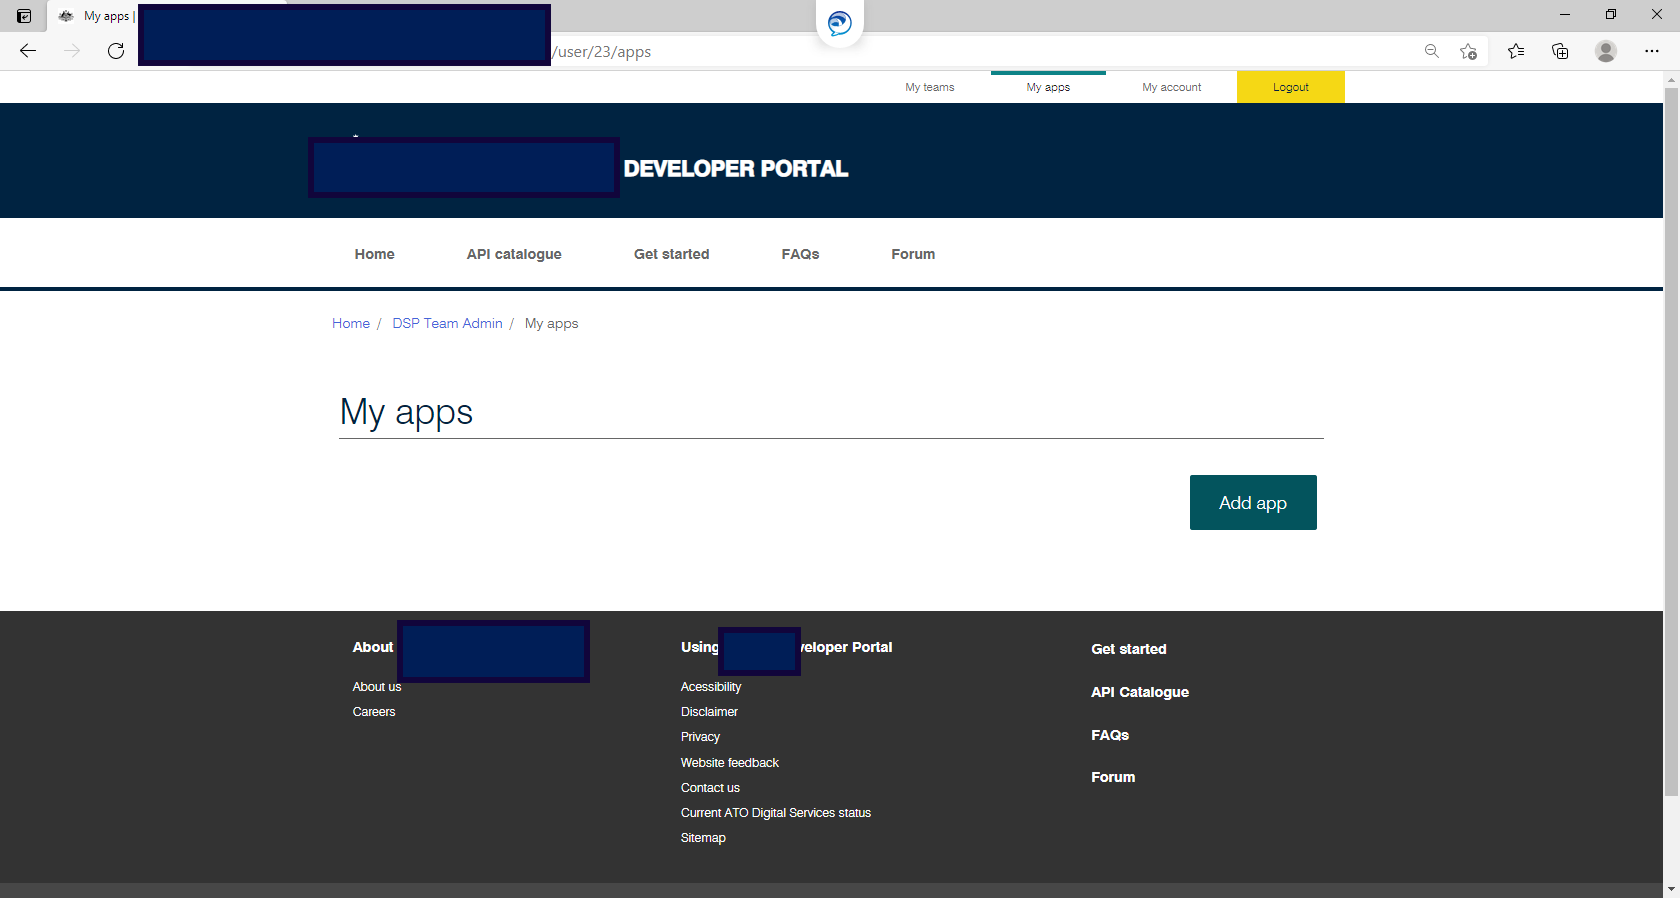 My apps |
/user/23/apps
My teams
My apps
My account
Logout
DEVELOPER PORTAL
Home
API catalogue
Get started
FAQs
Forum
Home / DSP Team Admin / My apps
My apps
Add app
About
About us
Careers
Using veloper Portal
Acessibility
Disclaimer
Privacy
Website feedback
Contact us
Current ATO Digital Services status
Sitemap
Get started
API Catalogue
FAQs
Forum